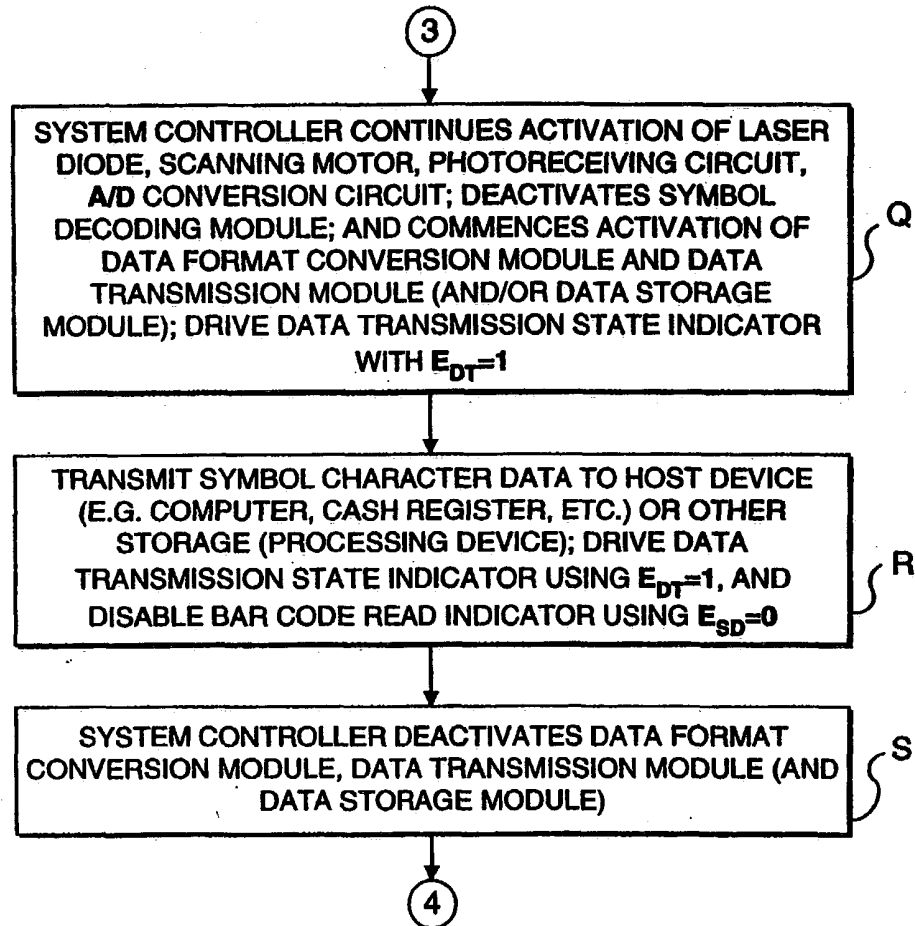 3
SYSTEM CONTROLLER CONTINUES ACTIVATION OF LASER
DIODE, SCANNING MOTOR, PHOTORECEIVING CIRCUIT,
A/D CONVERSION CIRCUIT; DEACTIVATES SYMBOL
DECODING MODULE; AND COMMENCES ACTIVATION OF
DATA FORMAT CONVERSION MODULE AND DATA
TRANSMISSION MODULE (AND/OR DATA STORAGE
MODULE); DRIVE DATA TRANSMISSION STATE INDICATOR
WITH E_DT=1
Q
TRANSMIT SYMBOL CHARACTER DATA TO HOST DEVICE
(E.G. COMPUTER, CASH REGISTER, ETC.) OR OTHER
STORAGE (PROCESSING DEVICE); DRIVE DATA
TRANSMISSION STATE INDICATOR USING E_DT=1, AND
DISABLE BAR CODE READ INDICATOR USING E_SD=0
R
SYSTEM CONTROLLER DEACTIVATES DATA FORMAT
CONVERSION MODULE, DATA TRANSMISSION MODULE (AND
DATA STORAGE MODULE)
S
4